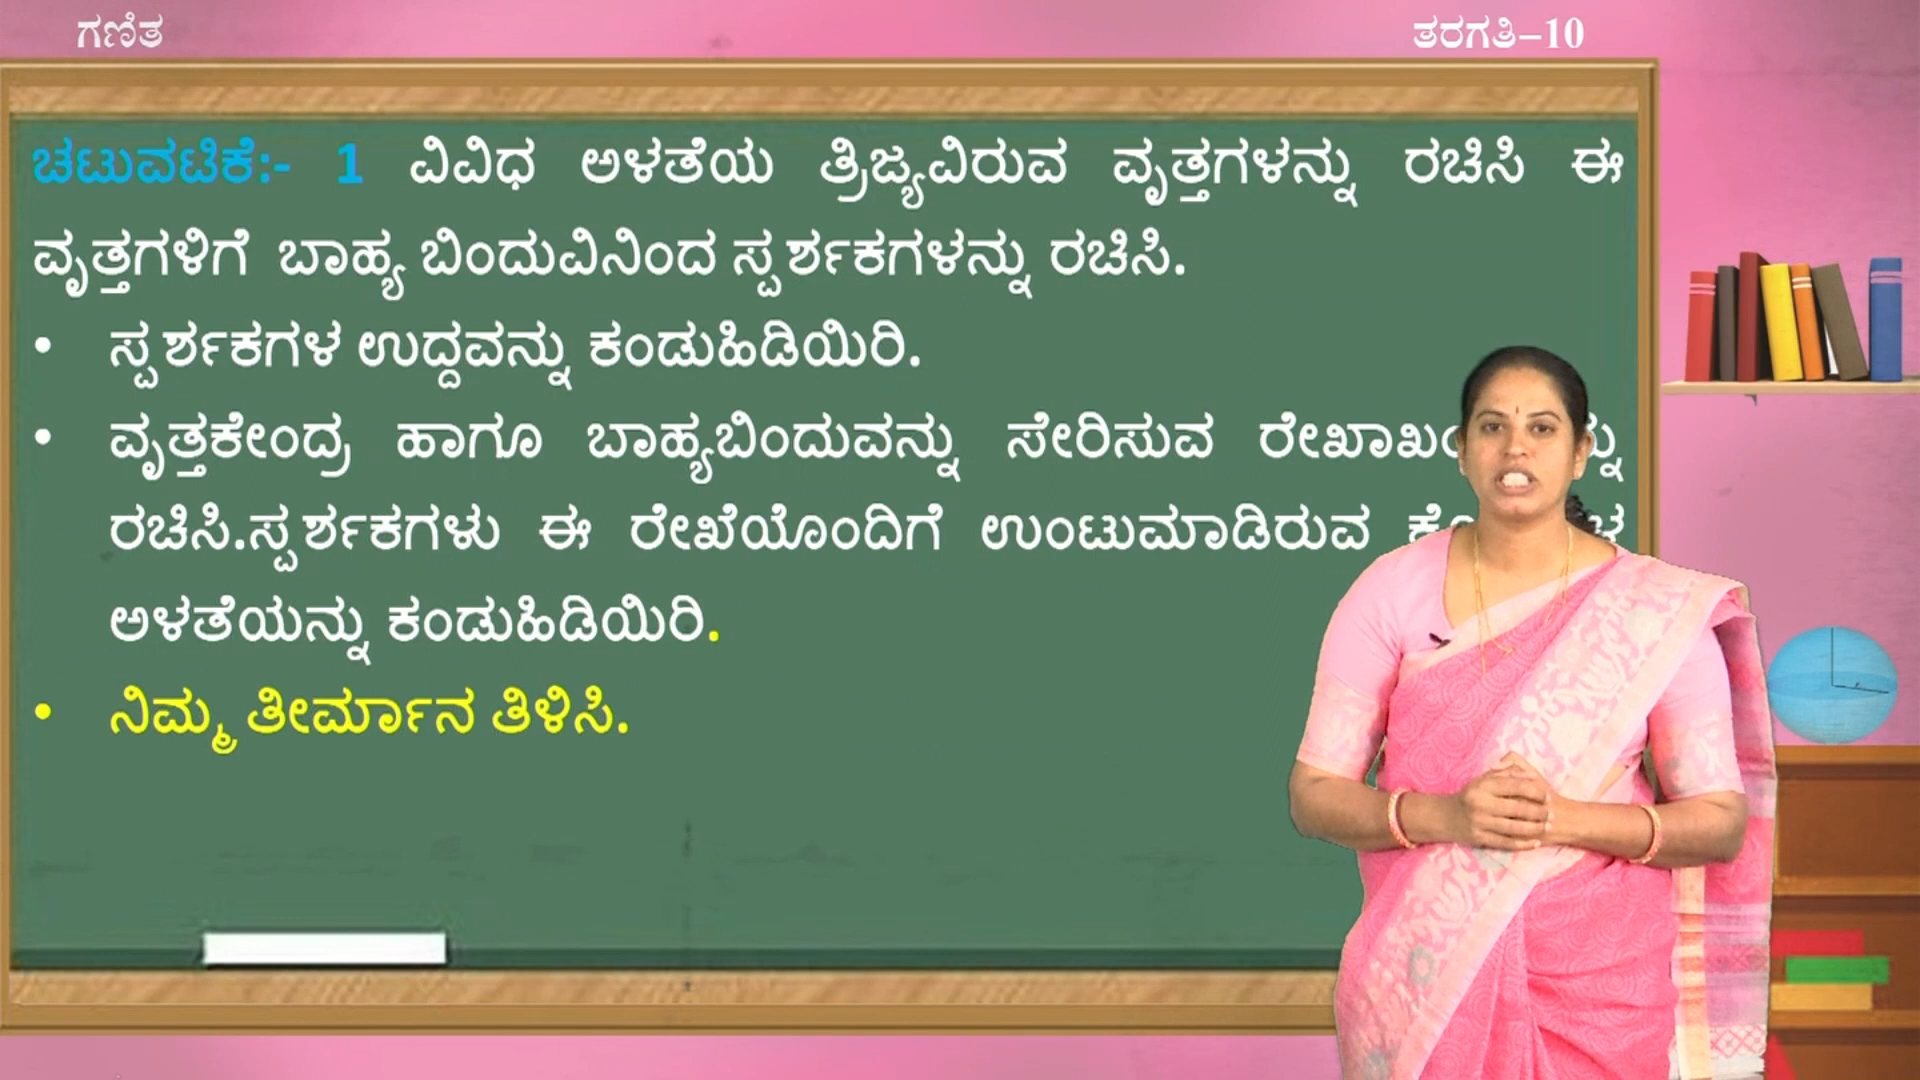 ಗಣಿತ
ತರಗತಿ–10
ಚಟುವಟಿಕೆ:- 1 ವಿವಿಧ ಅಳತೆಯ ತ್ರಿಜ್ಯವಿರುವ ವೃತ್ತಗಳನ್ನು ರಚಿಸಿ ಈ
ವೃತ್ತಗಳಿಗೆ ಬಾಹ್ಯ ಬಿಂದುವಿನಿಂದ ಸ್ಪರ್ಶಕಗಳನ್ನು ರಚಿಸಿ.
• ಸ್ಪರ್ಶಕಗಳ ಉದ್ದವನ್ನು ಕಂಡುಹಿಡಿಯಿರಿ.
• ವೃತ್ತಕೇಂದ್ರ ಹಾಗೂ ಬಾಹ್ಯಬಿಂದುವನ್ನು ಸೇರಿಸುವ
ರಚಿಸಿ.ಸ್ಪರ್ಶಕಗಳು ಈ ರೇಖೆಯೊಂದಿಗೆ ಉಂಟುಮಾಡಿರುವ
ಅಳತೆಯನ್ನು ಕಂಡುಹಿಡಿಯಿರಿ.
• ನಿಮ್ಮ ತೀರ್ಮಾನ ತಿಳಿಸಿ.